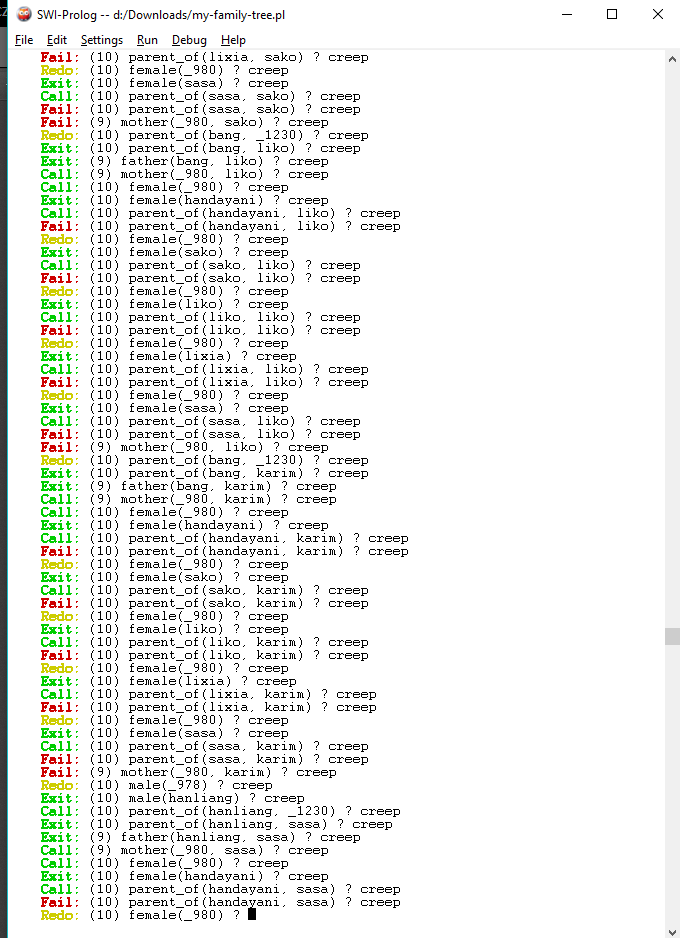 SWI-Prolog -- d:/Downloads/my-family-tree.pl
File Edit Settings Run Debug Help
Fail: (10) parent_of(lixia, sako) ? creep
Redo: (10) female(_980) ? creep
Exit: (10) female(sasa) ? creep
Call: (10) parent_of(sasa, sako) ? creep
Fail: (10) parent_of(sasa, sako) ? creep
Fail: (9) mother(_980, sako) ? creep
Redo: (10) parent_of(bang, _1230) ? creep
Exit: (10) parent_of(bang, liko) ? creep
Exit: (9) father(bang, liko) ? creep
Call: (9) mother(_980, liko) ? creep
Call: (10) female(_980) ? creep
Exit: (10) female(handayani) ? creep
Call: (10) parent_of(handayani, liko) ? creep
Fail: (10) parent_of(handayani, liko) ? creep
Redo: (10) female(_980) ? creep
Exit: (10) female(sako) ? creep
Call: (10) parent_of(sako, liko) ? creep
Fail: (10) parent_of(sako, liko) ? creep
Redo: (10) female(_980) ? creep
Exit: (10) female(liko) ? creep
Call: (10) parent_of(liko, liko) ? creep
Fail: (10) parent_of(liko, liko) ? creep
Redo: (10) female(_980) ? creep
Exit: (10) female(lixia) ? creep
Call: (10) parent_of(lixia, liko) ? creep
Fail: (10) parent_of(lixia, liko) ? creep
Redo: (10) female(_980) ? creep
Exit: (10) female(sasa) ? creep
Call: (10) parent_of(sasa, liko) ? creep
Fail: (10) parent_of(sasa, liko) ? creep
Fail: (9) mother(_980, liko) ? creep
Redo: (10) parent_of(bang, _1230) ? creep
Exit: (10) parent_of(bang, karim) ? creep
Exit: (9) father(bang, karim) ? creep
Call: (9) mother(_980, karim) ? creep
Call: (10) female(_980) ? creep
Exit: (10) female(handayani) ? creep
Call: (10) parent_of(handayani, karim) ? creep
Fail: (10) parent_of(handayani, karim) ? creep
Redo: (10) female(_980) ? creep
Exit: (10) female(sako) ? creep
Call: (10) parent_of(sako, karim) ? creep
Fail: (10) parent_of(sako, karim) ? creep
Redo: (10) female(_980) ? creep
Exit: (10) female(liko) ? creep
Call: (10) parent_of(liko, karim) ? creep
Fail: (10) parent_of(liko, karim) ? creep
Redo: (10) female(_980) ? creep
Exit: (10) female(lixia) ? creep
Call: (10) parent_of(lixia, karim) ? creep
Fail: (10) parent_of(lixia, karim) ? creep
Redo: (10) female(_980) ? creep
Exit: (10) female(sasa) ? creep
Call: (10) parent_of(sasa, karim) ? creep
Fail: (10) parent_of(sasa, karim) ? creep
Fail: (9) mother(_980, karim) ? creep
Redo: (10) male(_978) ? creep
Exit: (10) male(hanliang) ? creep
Call: (10) parent_of(hanliang, _1230) ? creep
Exit: (10) parent_of(hanliang, sasa) ? creep
Exit: (9) father(hanliang, sasa) ? creep
Call: (9) mother(_980, sasa) ? creep
Call: (10) female(_980) ? creep
Exit: (10) female(handayani) ? creep
Call: (10) parent_of(handayani, sasa) ? creep
Fail: (10) parent_of(handayani, sasa) ? creep
Redo: (10) female(_980) ?